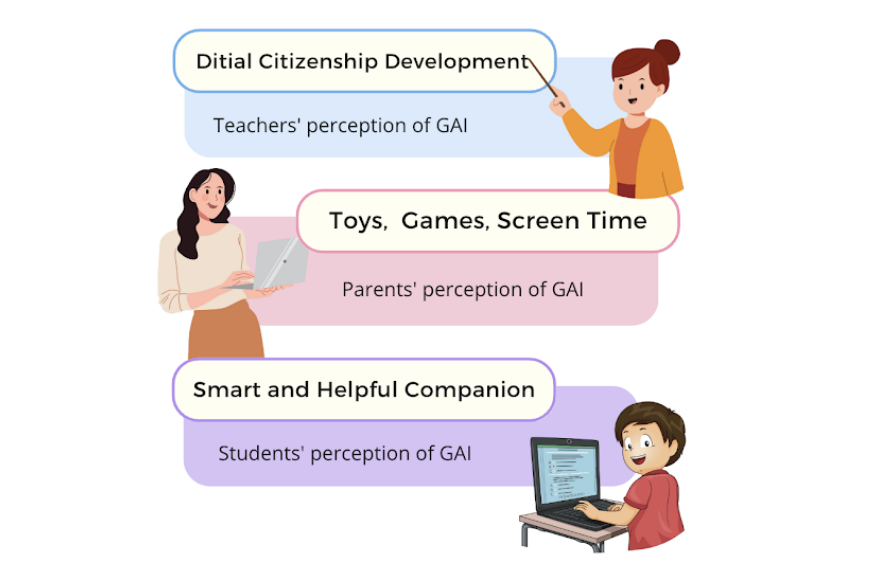 Ditial Citizenship Development
Teachers' perception of GAI
Toys, Games, Screen Time
Parents' perception of GAI
Smart and Helpful Companion
Students' perception of GAI